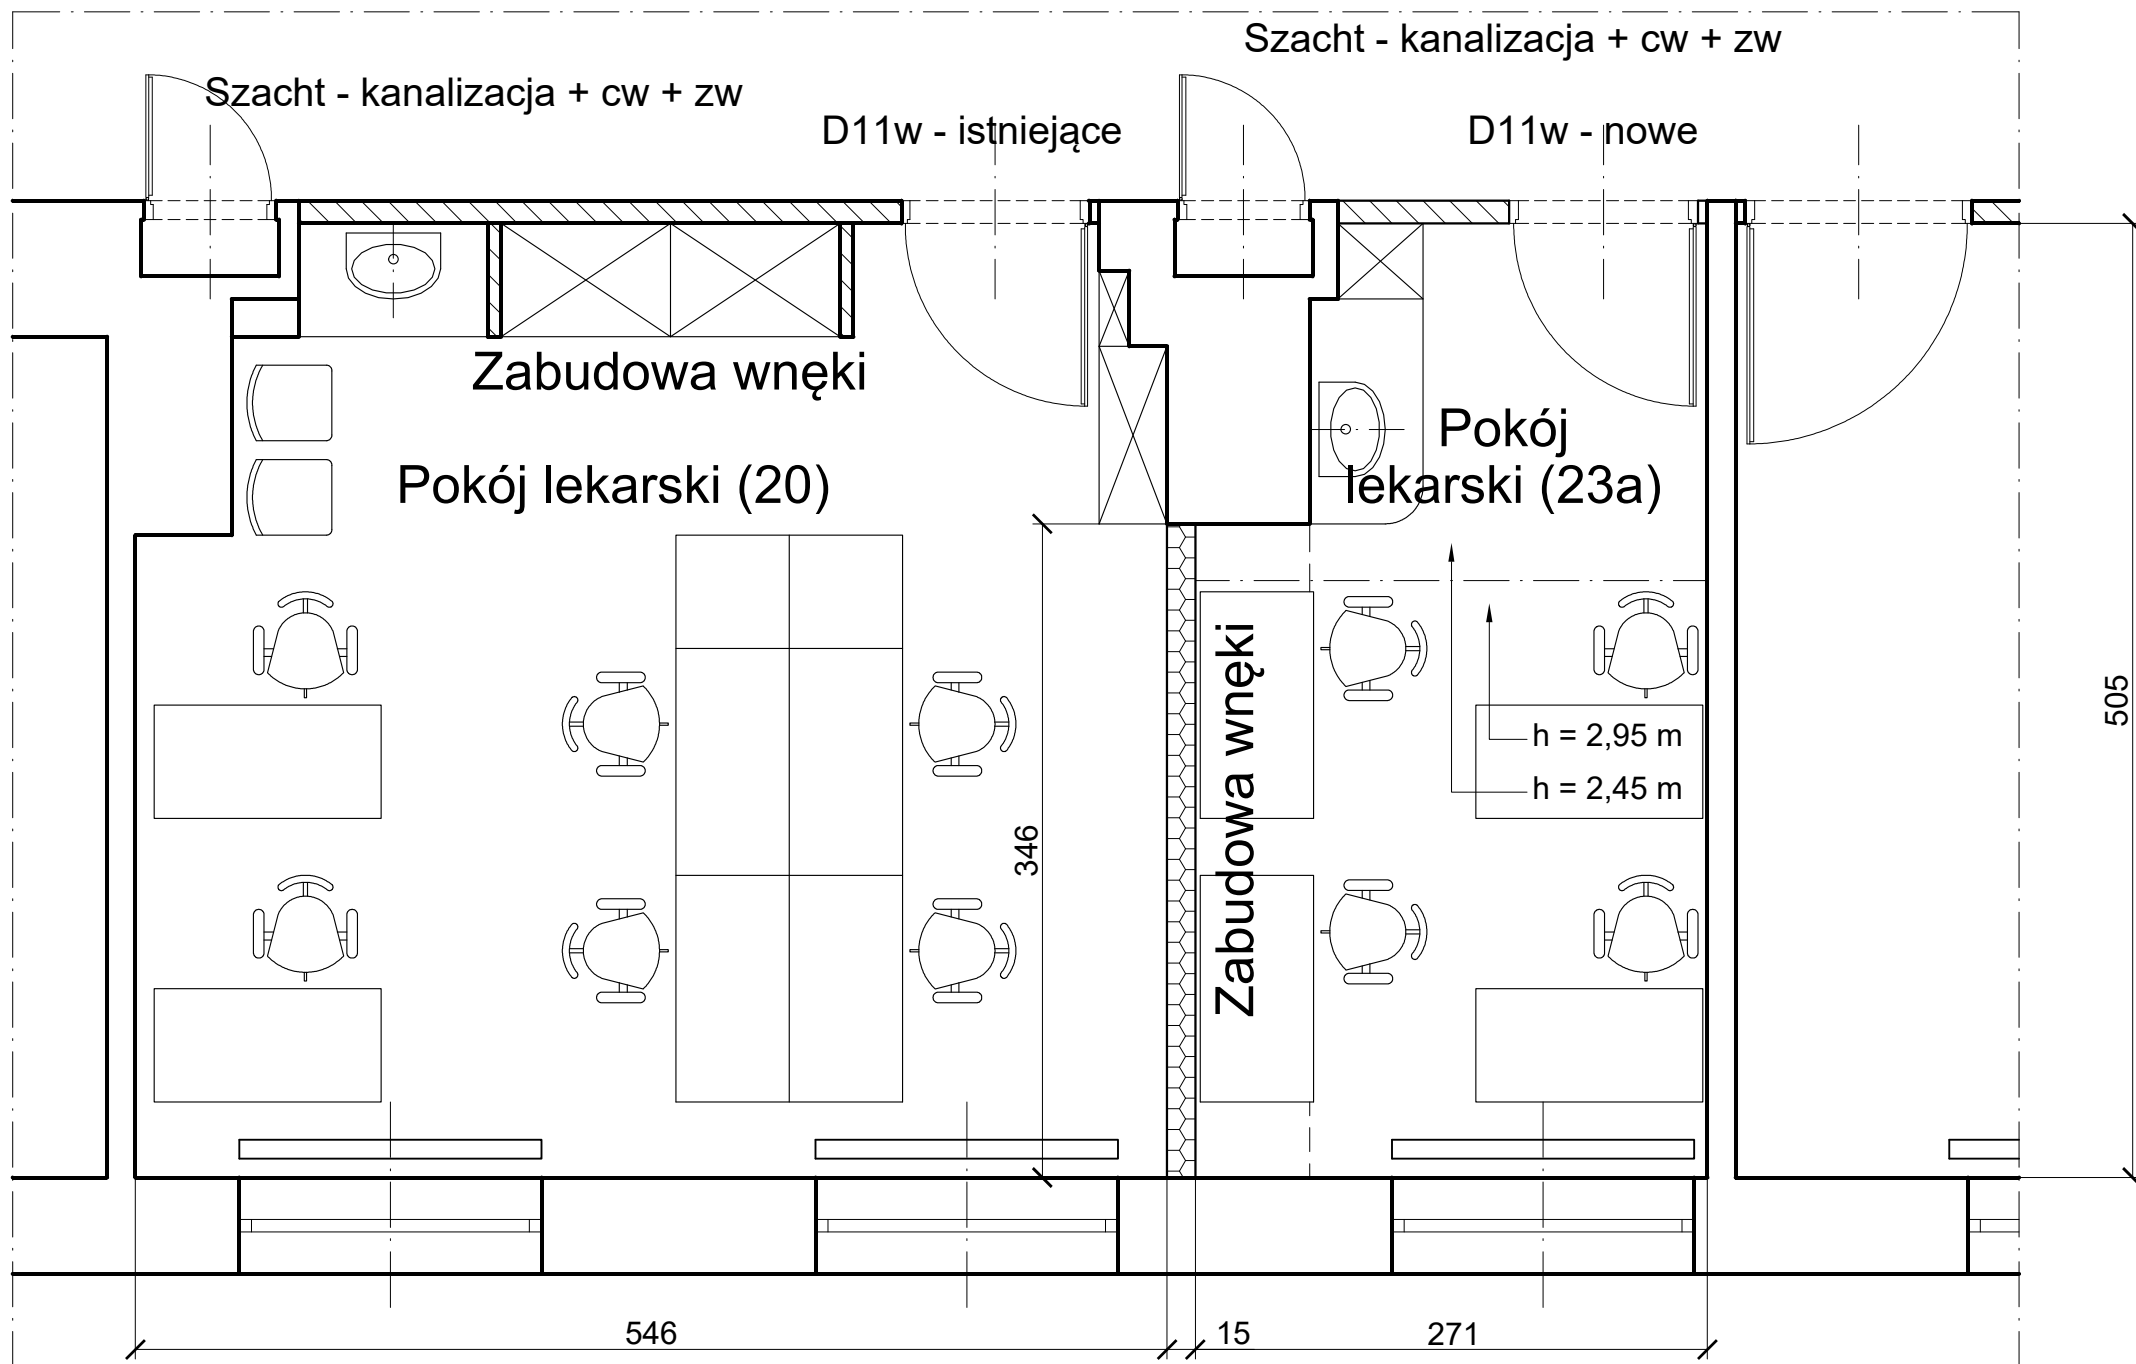 Szacht - kanalizacja + cw + zw
Szacht - kanalizacja + cw + zw
D11w - istniejące
D11w - nowe
Zabudowa wnęki
Pokój lekarski (20)
Pokój
lekarski (23a)
Zabudowa wnęki
h = 2,95 m
h = 2,45 m
505
346
546
15
271